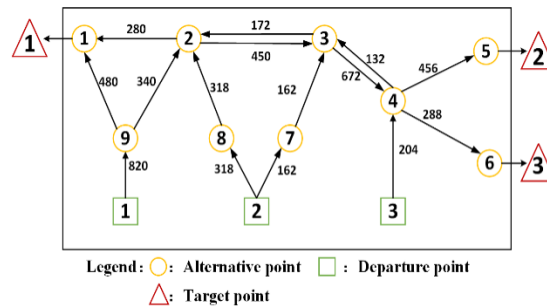 1 1 280 2 172 3 5 2
450
132
480 340 318 162 672 456
4
288
9 8 7 204 6 3
820 318 162
1 2 3
Legend: : Alternative point : Departure point
: Target point